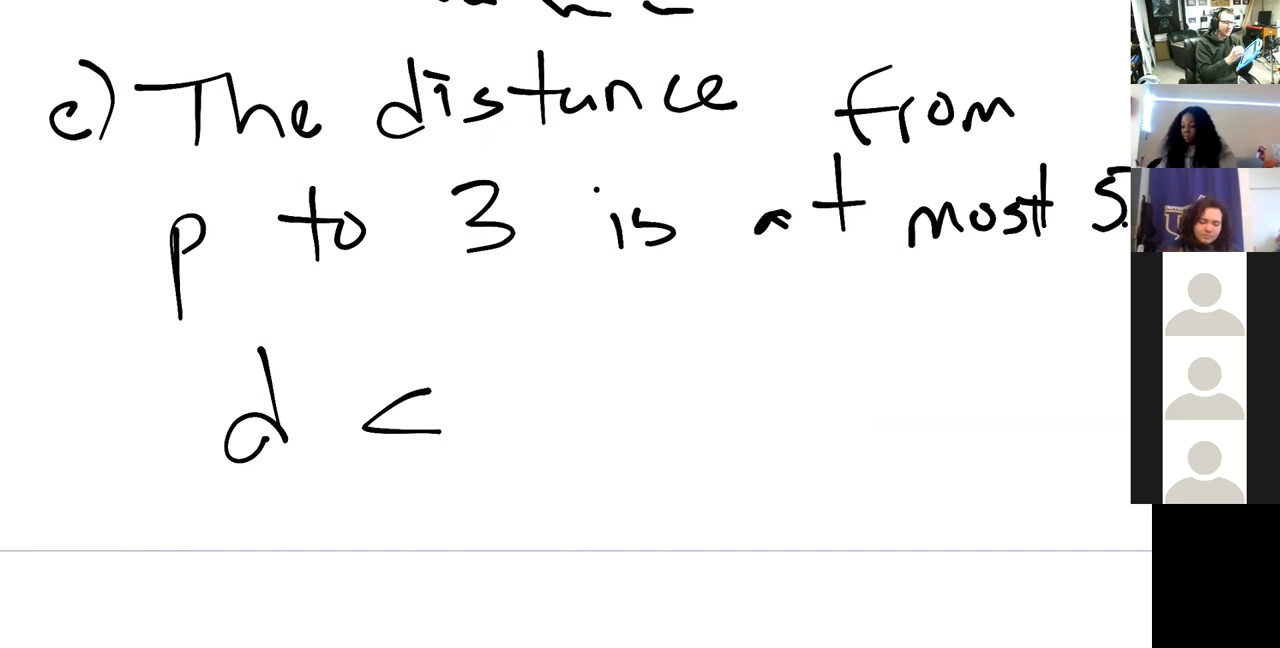 c) The distance from
p to 3 is at most 5.
d <